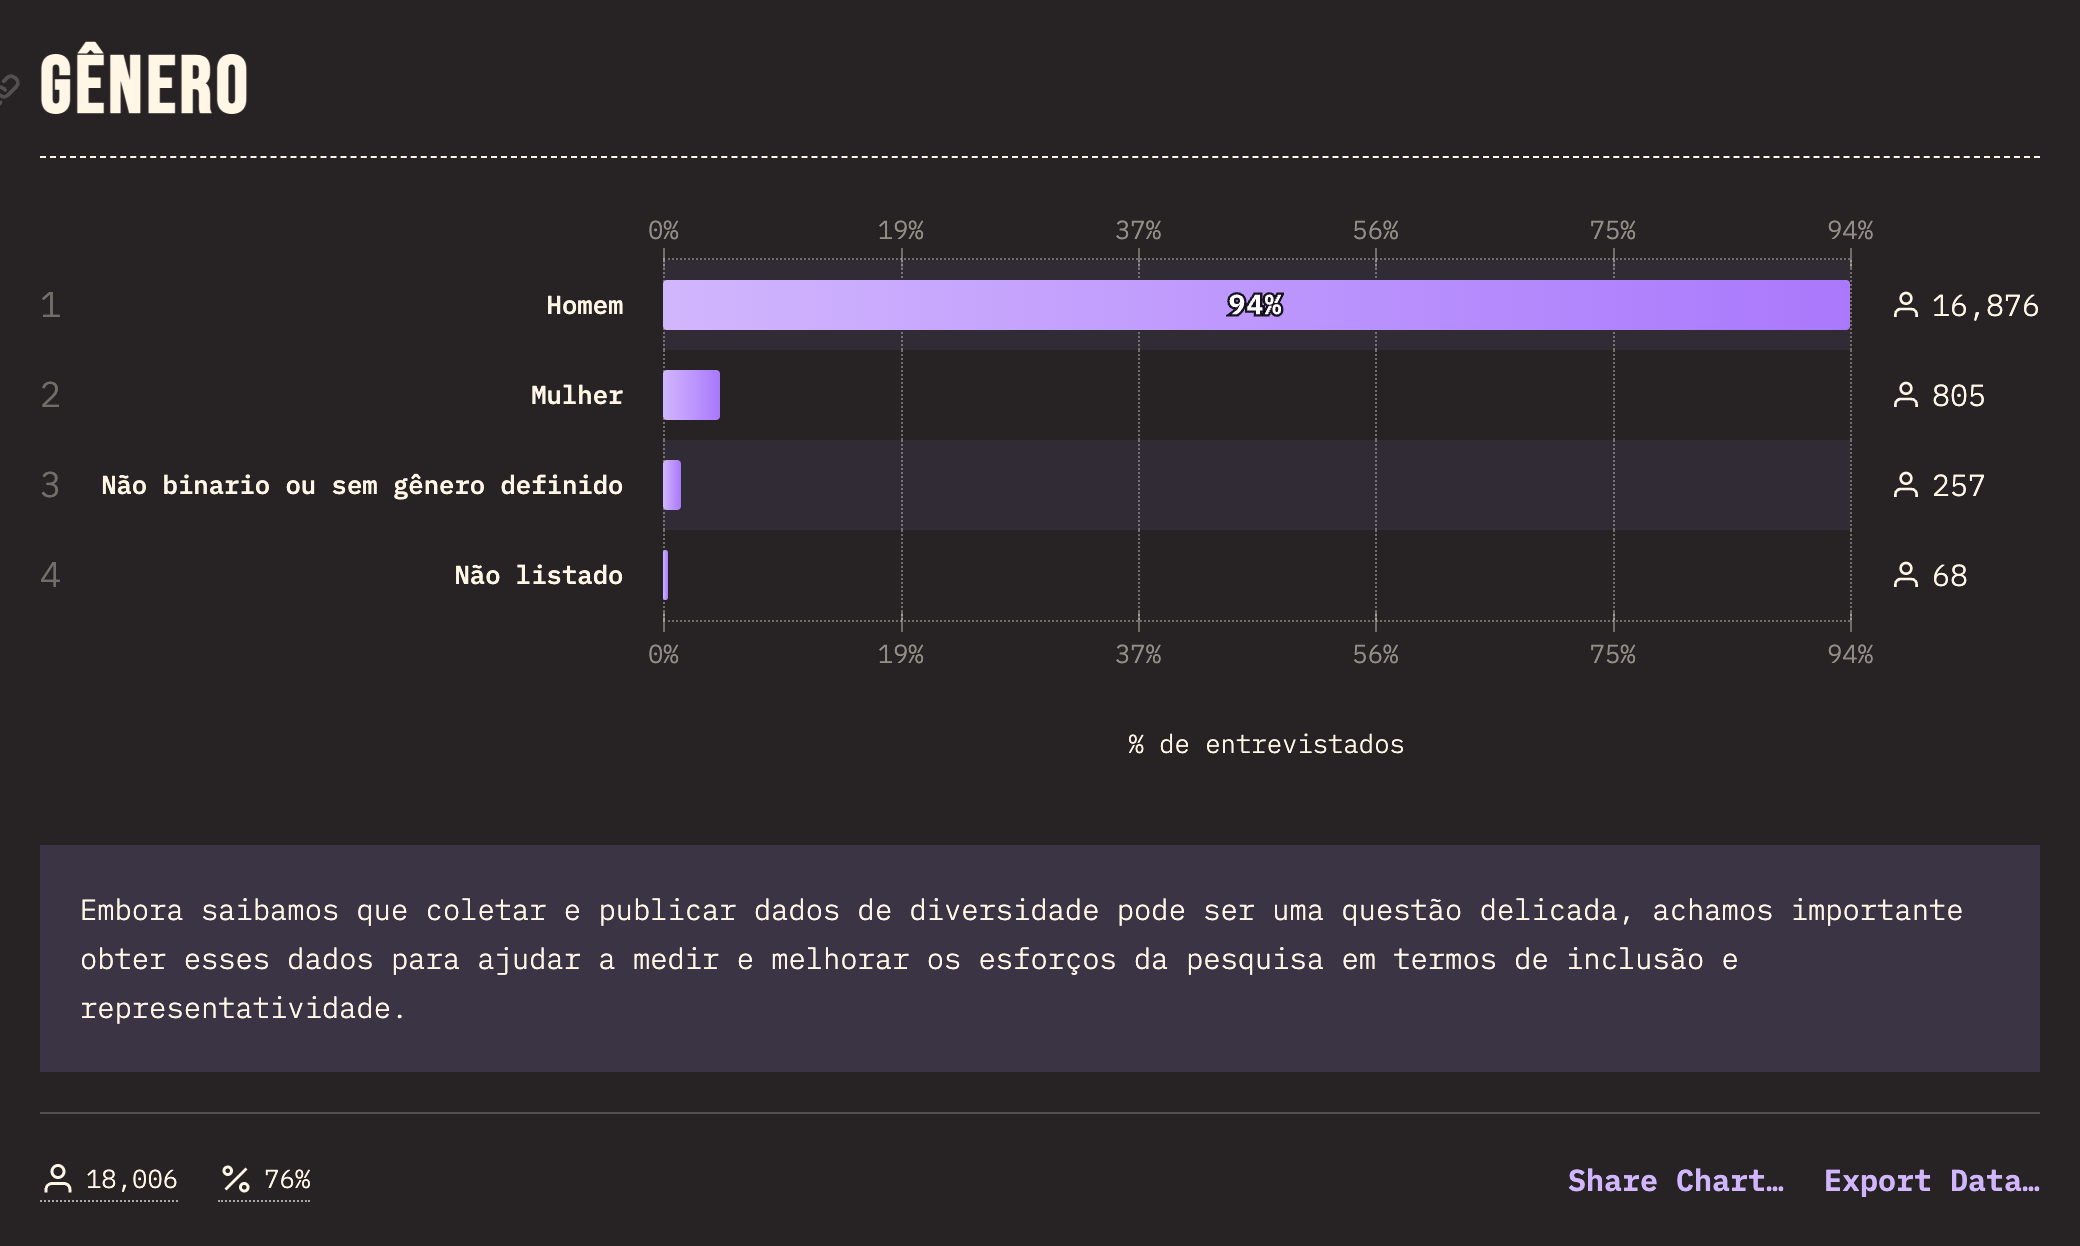 GÊNERO
0% 19% 37% 56% 75% 94%
1 Homem 94% 16,876
2 Mulher 805
3 Não binario ou sem gênero definido 257
4 Não listado 68
0% 19% 37% 56% 75% 94%
% de entrevistados
Embora saibamos que coletar e publicar dados de diversidade pode ser uma questão delicada, achamos importante
obter esses dados para ajudar a medir e melhorar os esforços da pesquisa em termos de inclusão e
representatividade.
18,006 % 76% Share Chart… Export Data…